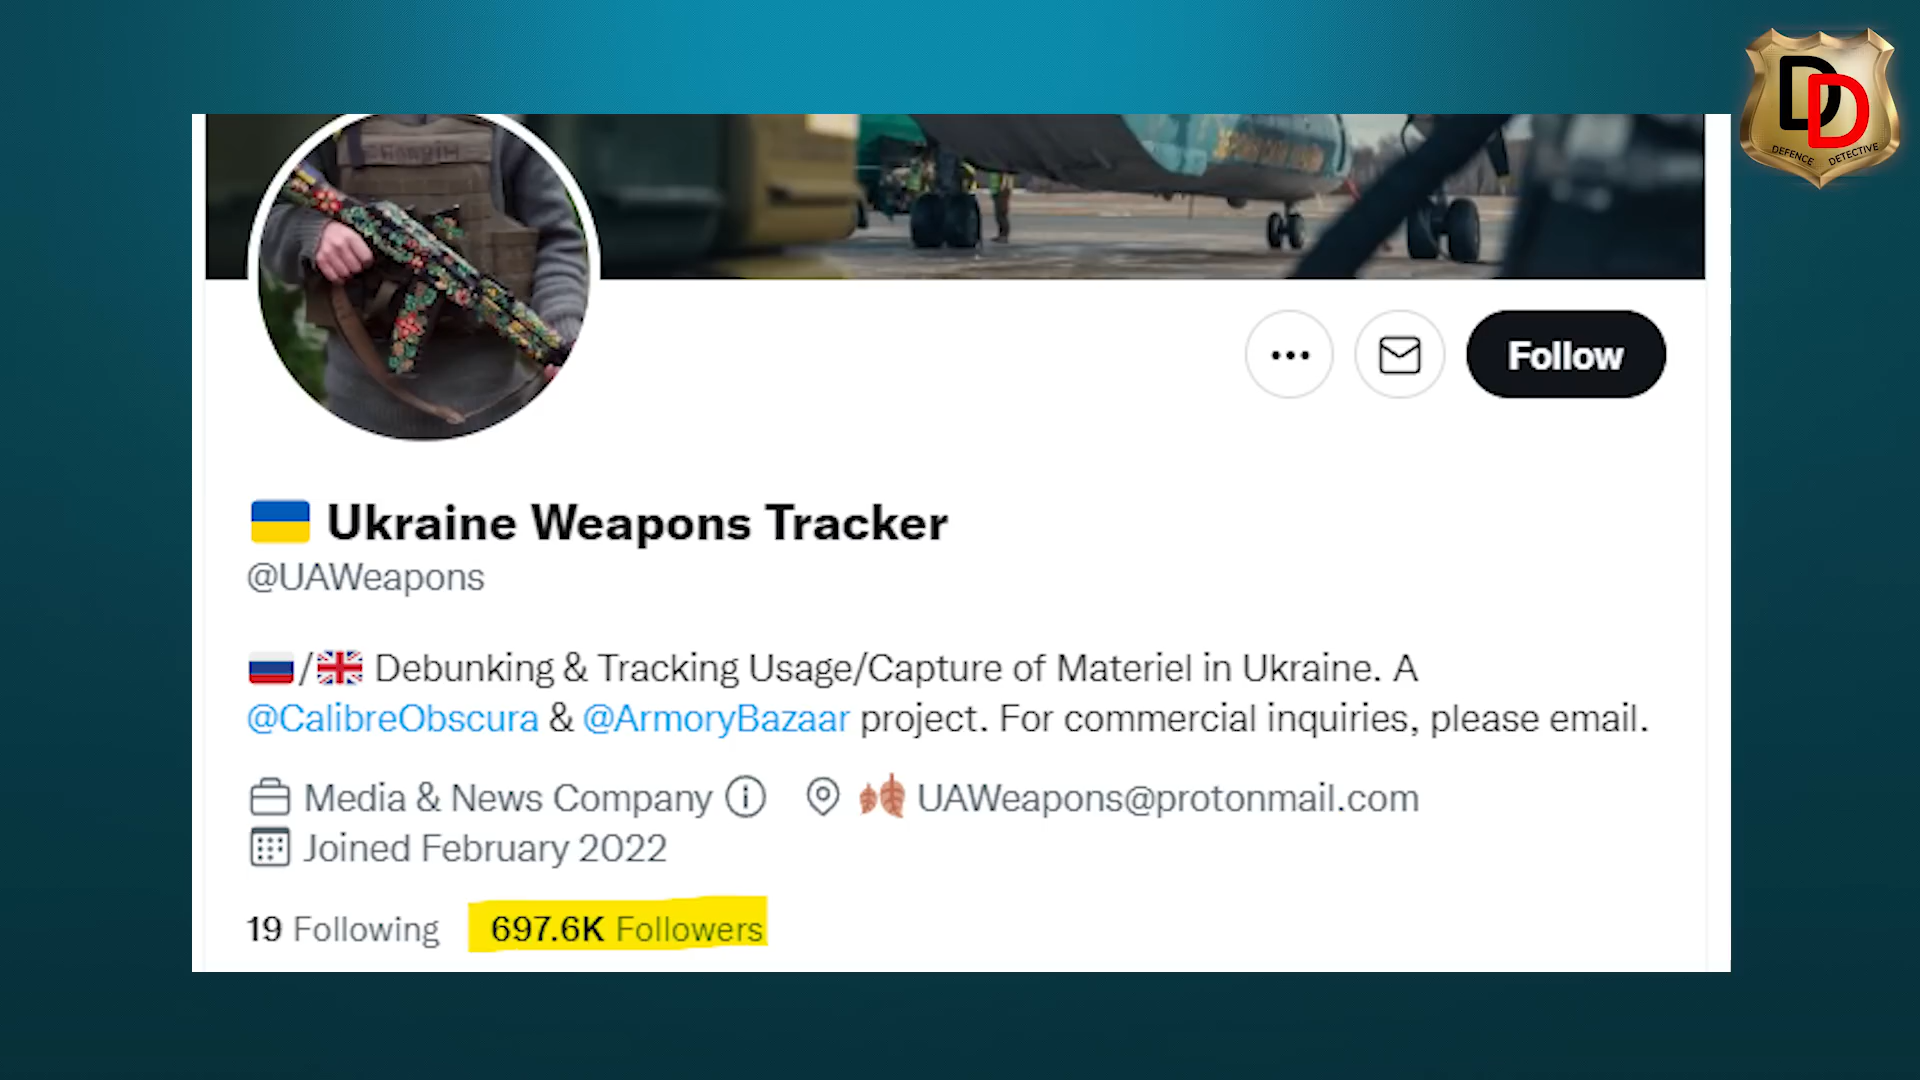 DD
DEFENCE DETECTIVE
Follow
Ukraine Weapons Tracker
@UAWeapons
/ Debunking & Tracking Usage/Capture of Materiel in Ukraine. A
@CalibreObscura & @ArmoryBazaar project. For commercial inquiries, please email.
Media & News Company UAWeapons@protonmail.com
Joined February 2022
19 Following 697.6K Followers